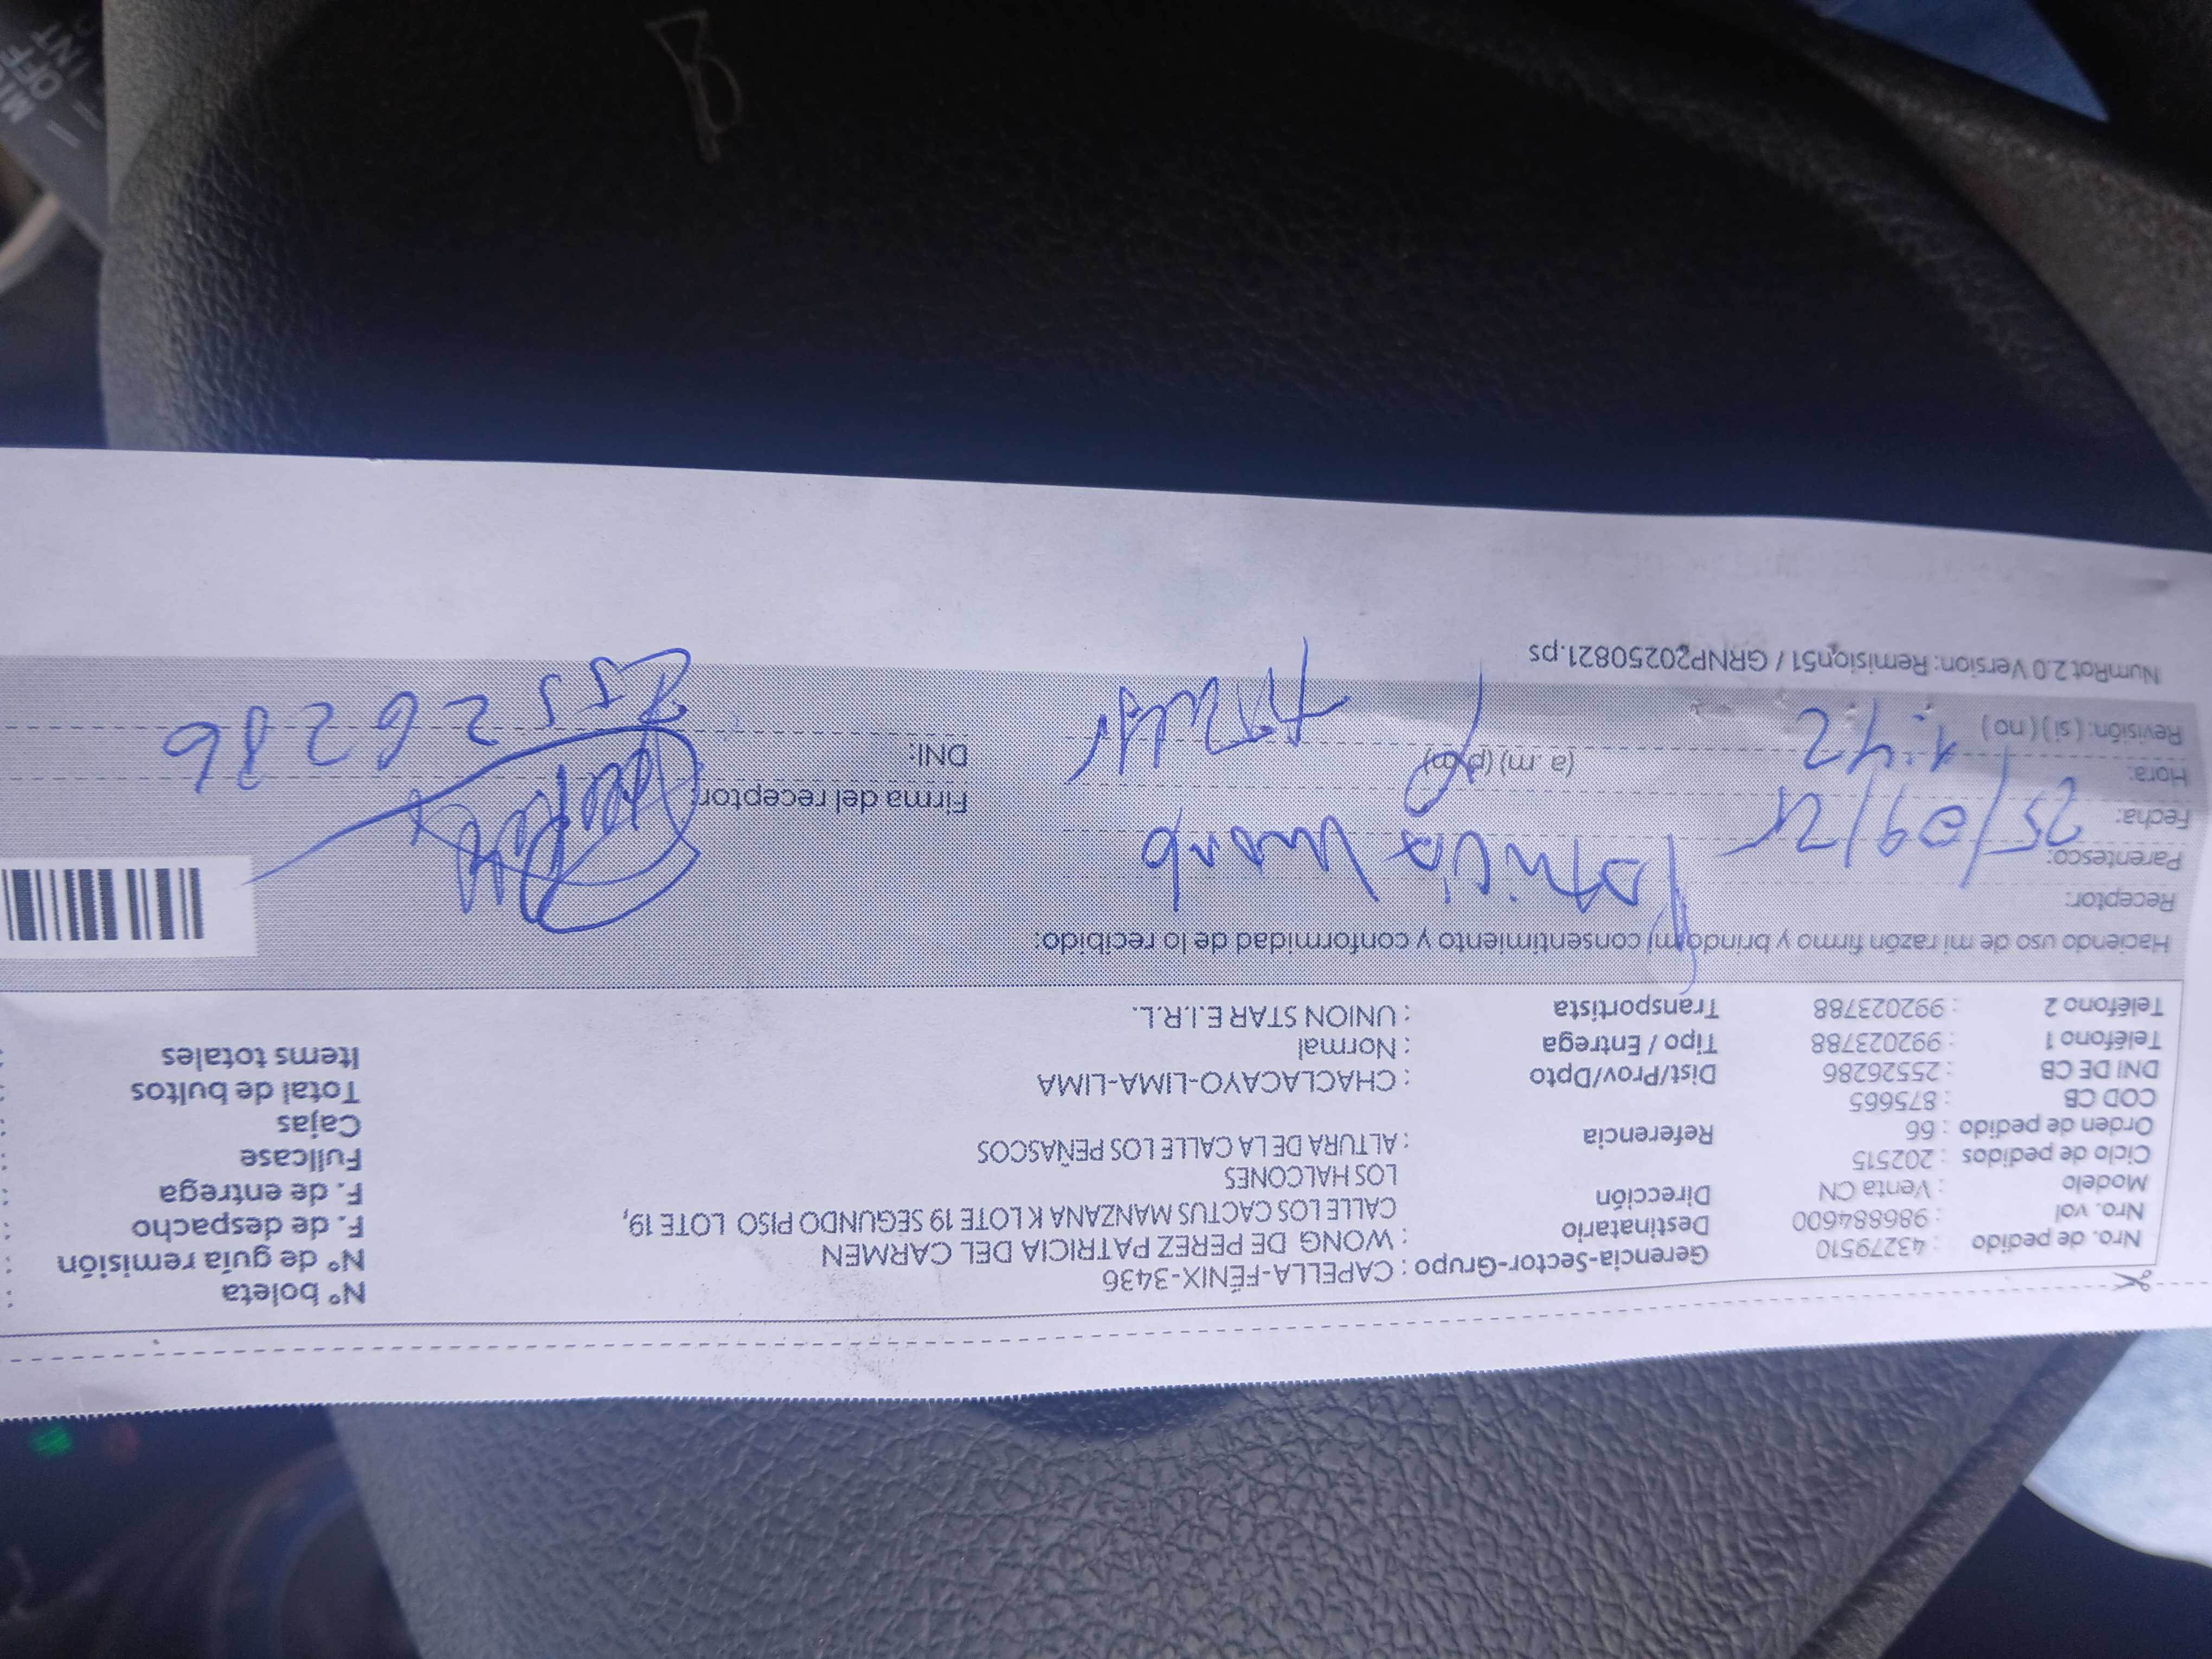 Nro. de pedido : 43279510 Gerencia-Sector-Grupo : CAPELLA-FÉNIX-3436 N° boleta :
Nro. vol : 986884600 Destinatario : WONG DE PEREZ PATRICIA DEL CARMEN N° de guía remisión :
Modelo : Venta CN Dirección CALLE LOS CACTUS MANZANA K LOTE 19 SEGUNDO PISO LOTE 19, F. de despacho :
Ciclo de pedidos : 202515 LOS HALCONES F. de entrega :
Orden de pedido : 66 Referencia : ALTURA DE LA CALLE LOS PEÑASCOS Fullcase :
COD CB : 875665 Cajas :
DNI DE CB : 25526286 Dist/Prov/Dpto : CHACLACAYO-LIMA-LIMA Total de bultos :
Teléfono 1 : 992023788 Tipo / Entrega : Normal Items totales :
Teléfono 2 : 992023788 Transportista : UNION STAR E.I.R.L.
Haciendo uso de mi razón firmo y brindo mi consentimiento y conformidad de lo recibido:
Receptor: Patricia Wong
Parentesco: Titular
Fecha: 25/09/25 Firma del receptor:
Hora: 1:42 (a. m) (p. m) DNI: 25526286
Revisión: ( si ) ( no )
NumRot 2.0 Version: Remision51 / GRNP20250821.ps
OFF
INT